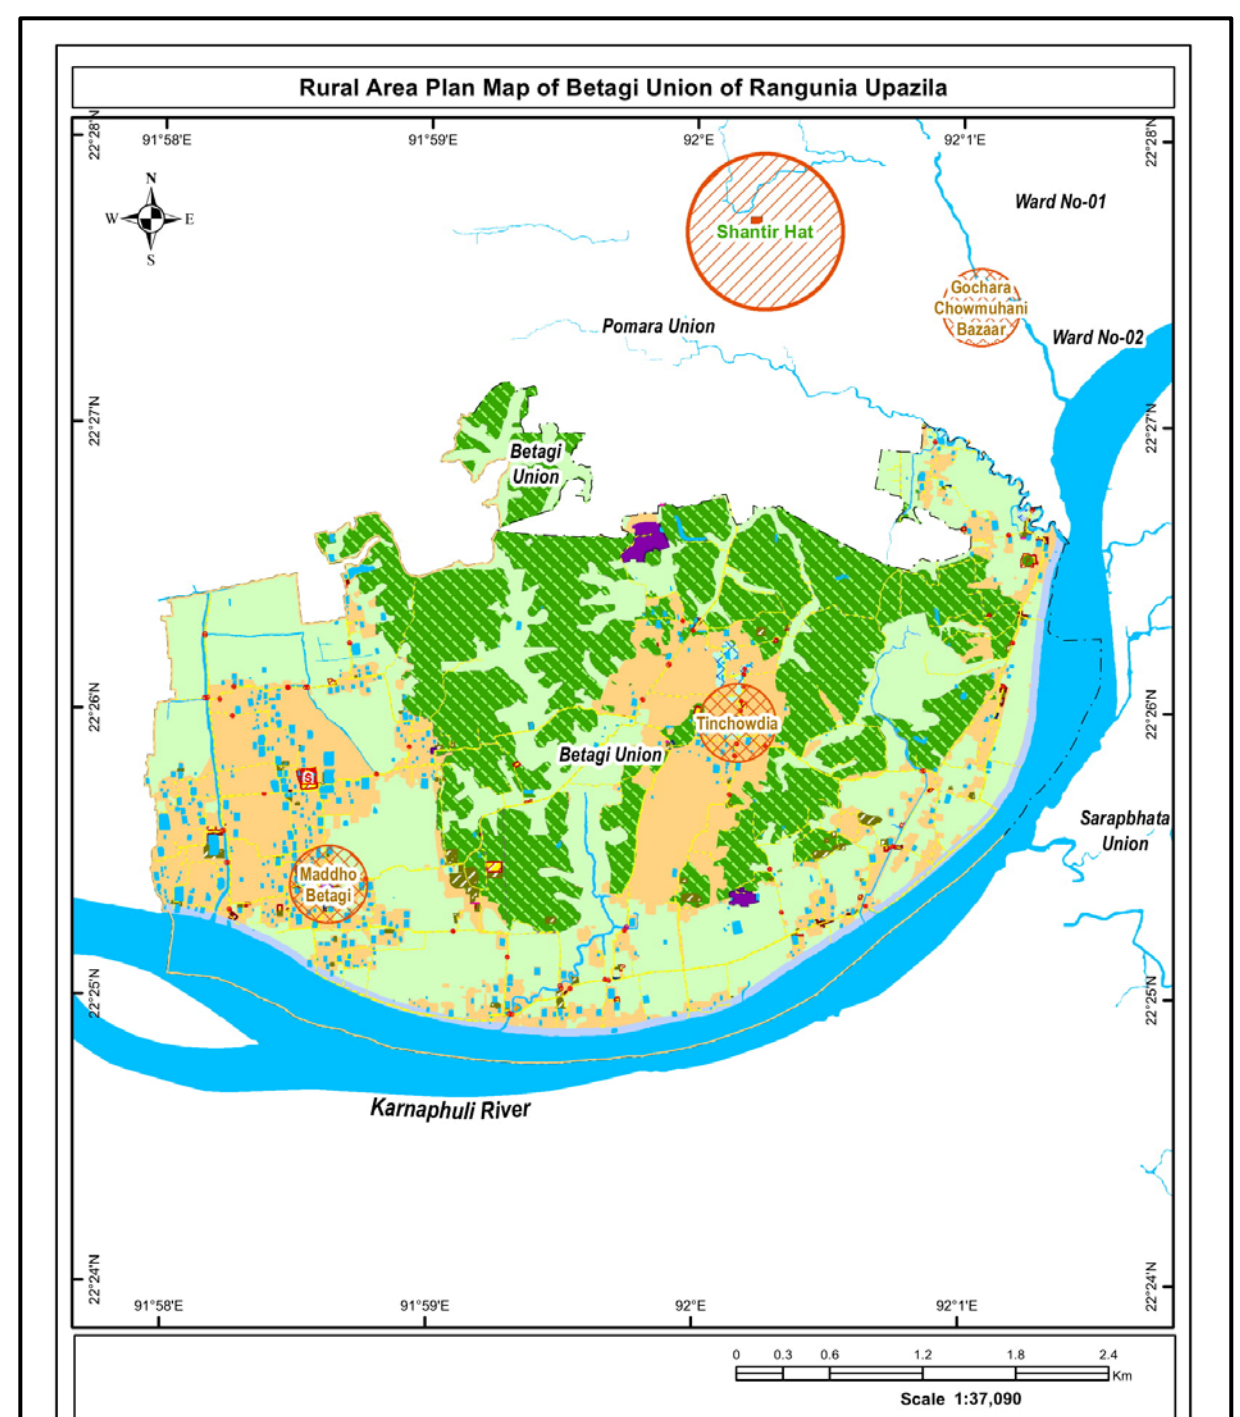 Rural Area Plan Map of Betagi Union of Rangunia Upazila
91°58'E
91°59'E
92°E
92°1'E
22°28'N
22°28'N
N
W
E
S
Ward No-01
Shantir Hat
Gochara
Chowmuhani
Bazaar
Pomara Union
Ward No-02
22°27'N
22°27'N
Betagi
Union
22°26'N
22°26'N
Tinchowdia
Betagi Union
S
Sarapbhata
Union
Maddho
Betagi
22°25'N
22°25'N
Karnaphuli River
22°24'N
22°24'N
91°58'E
91°59'E
92°E
92°1'E
0 0.3 0.6 1.2 1.8 2.4
Km
Scale 1:37,090